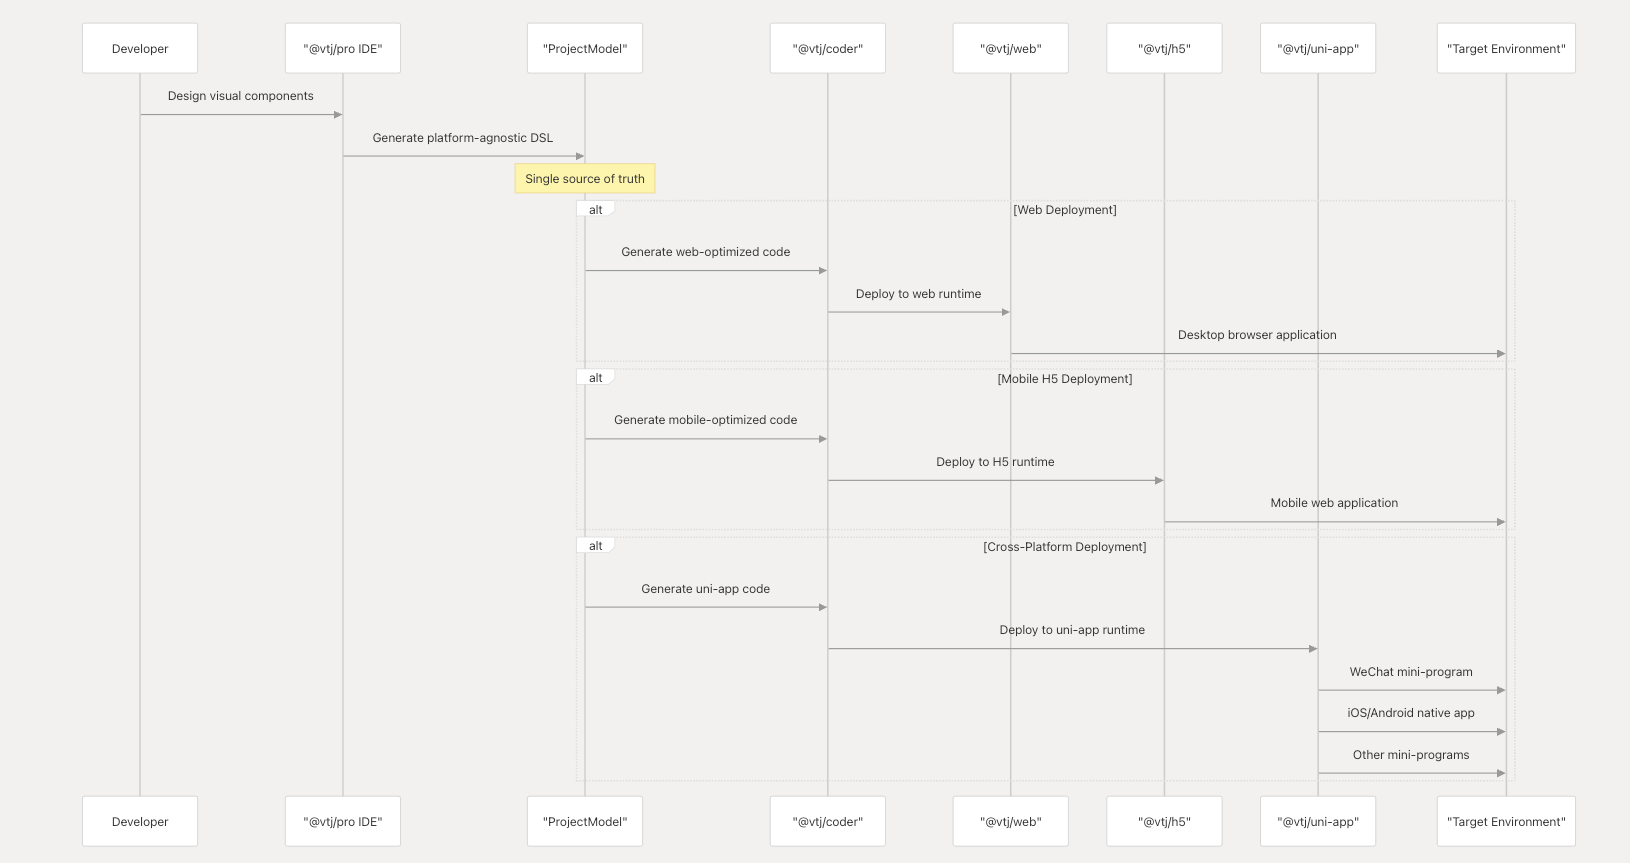 Developer
"@vtj/pro IDE"
"ProjectModel"
"@vtj/coder"
"@vtj/web"
"@vtj/h5"
"@vtj/uni-app"
"Target Environment"
Design visual components
Generate platform-agnostic DSL
Single source of truth
alt
[Web Deployment]
Generate web-optimized code
Deploy to web runtime
Desktop browser application
alt
[Mobile H5 Deployment]
Generate mobile-optimized code
Deploy to H5 runtime
Mobile web application
alt
[Cross-Platform Deployment]
Generate uni-app code
Deploy to uni-app runtime
WeChat mini-program
iOS/Android native app
Other mini-programs
Developer
"@vtj/pro IDE"
"ProjectModel"
"@vtj/coder"
"@vtj/web"
"@vtj/h5"
"@vtj/uni-app"
"Target Environment"